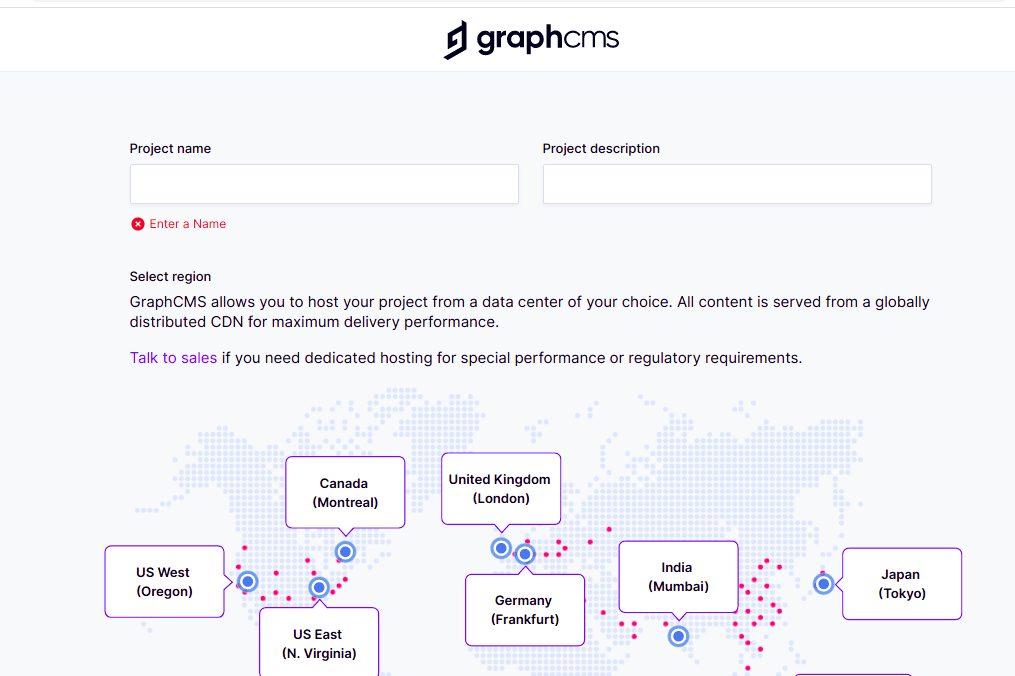 graphcms
Project name
Project description
Enter a Name
Select region
GraphCMS allows you to host your project from a data center of your choice. All content is served from a globally
distributed CDN for maximum delivery performance.
Talk to sales if you need dedicated hosting for special performance or regulatory requirements.
Canada
(Montreal)
United Kingdom
(London)
US West
(Oregon)
India
(Mumbai)
Japan
(Tokyo)
Germany
(Frankfurt)
US East
(N. Virginia)